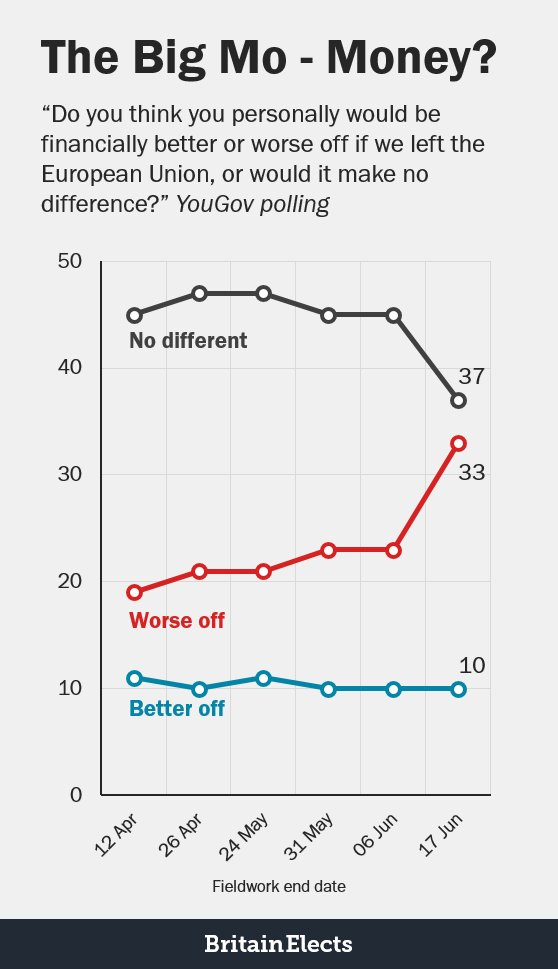 The Big Mo - Money?
“Do you think you personally would be
financially better or worse off if we left the
European Union, or would it make no
difference?” YouGov polling
50
No different
40
37
30
33
20
Worse off
10
10
Better off
0
12 Apr
26 Apr
24 May
31 May
06 Jun
17 Jun
Fieldwork end date
BritainElects